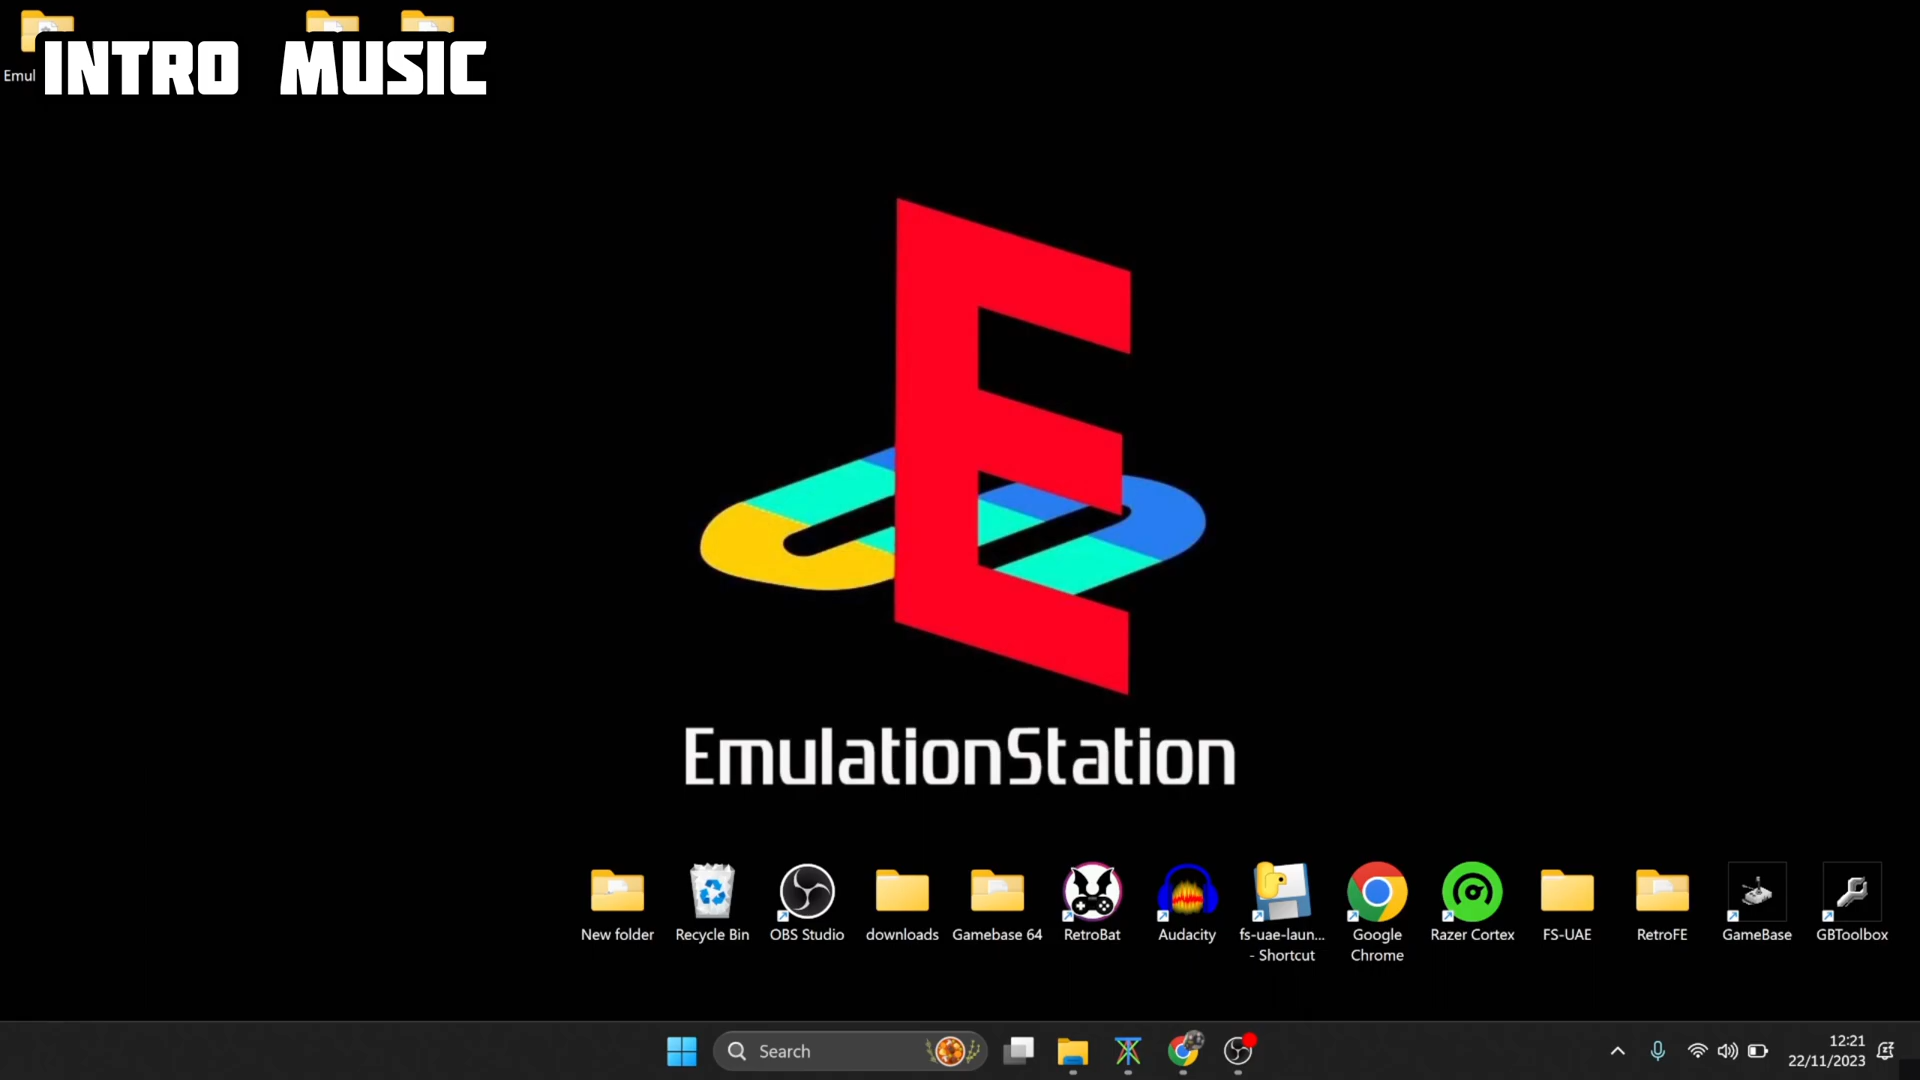 INTRO MUSIC
Emul
EmulationStation
New folder
Recycle Bin
OBS Studio
downloads
Gamebase 64
RetroBat
Audacity
fs-uae-laun...
- Shortcut
Google
Chrome
Razer Cortex
FS-UAE
RetroFE
GameBase
GBToolbox
Search
12:21
22/11/2023